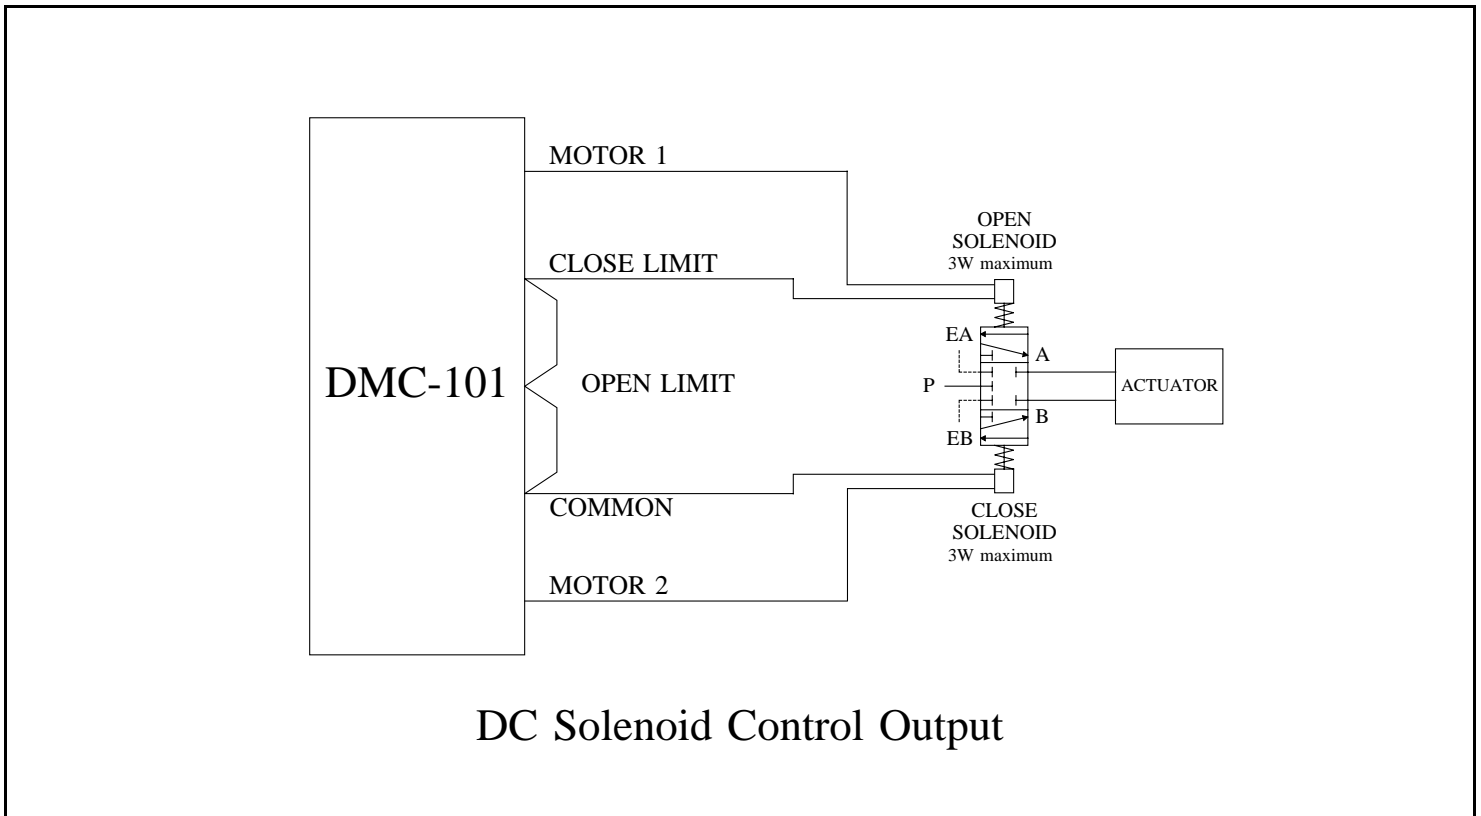 MOTOR 1
OPEN
SOLENOID
3W maximum
CLOSE LIMIT
EA
A
DMC-101
OPEN LIMIT
P
ACTUATOR
B
EB
COMMON
CLOSE
SOLENOID
3W maximum
MOTOR 2
DC Solenoid Control Output